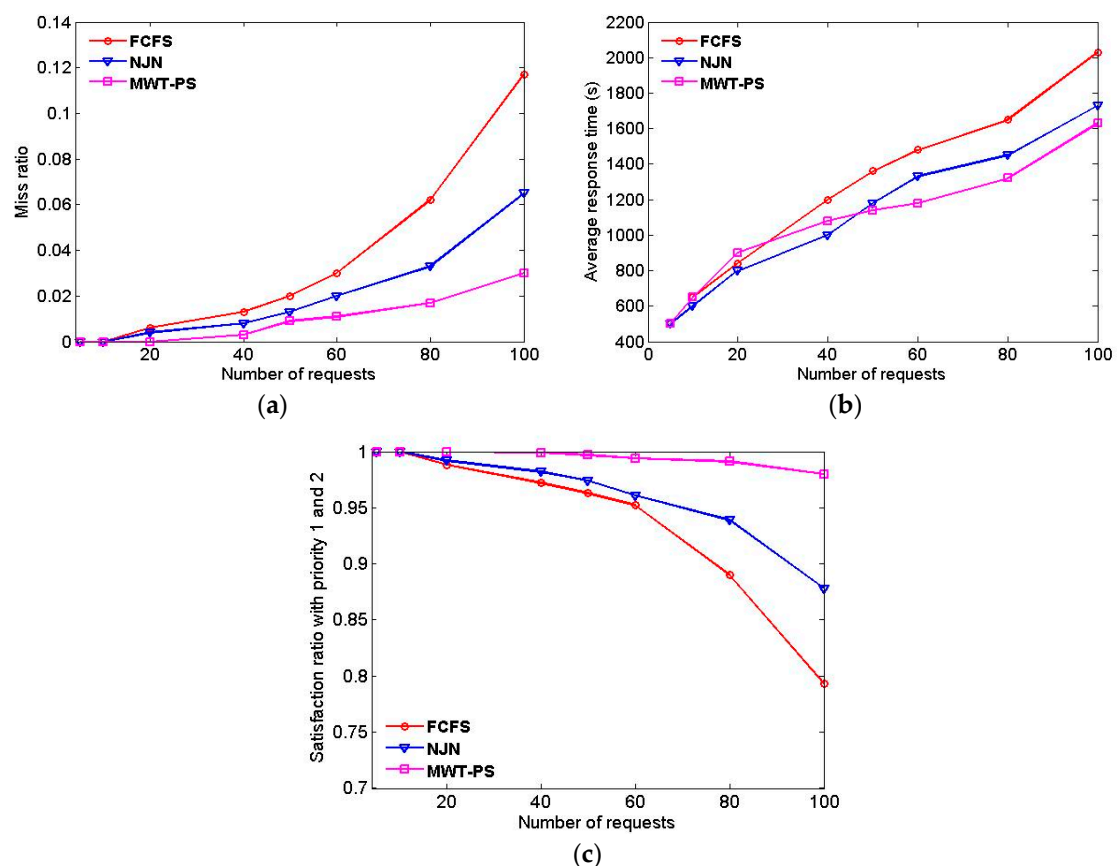 0.14
0.12
0.1
0.08
0.06
0.04
0.02
0
Miss ratio
FCFS
NJN
MWT-PS
20 40 60 80 100
Number of requests
(a)
2200
2000
1800
1600
1400
1200
1000
800
600
400
Average response time (s)
FCFS
NJN
MWT-PS
0 20 40 60 80 100
Number of requests
(b)
1
0.95
0.9
0.85
0.8
0.75
0.7
Satisfaction ratio with priority 1 and 2
FCFS
NJN
MWT-PS
20 40 60 80 100
Number of requests
(c)